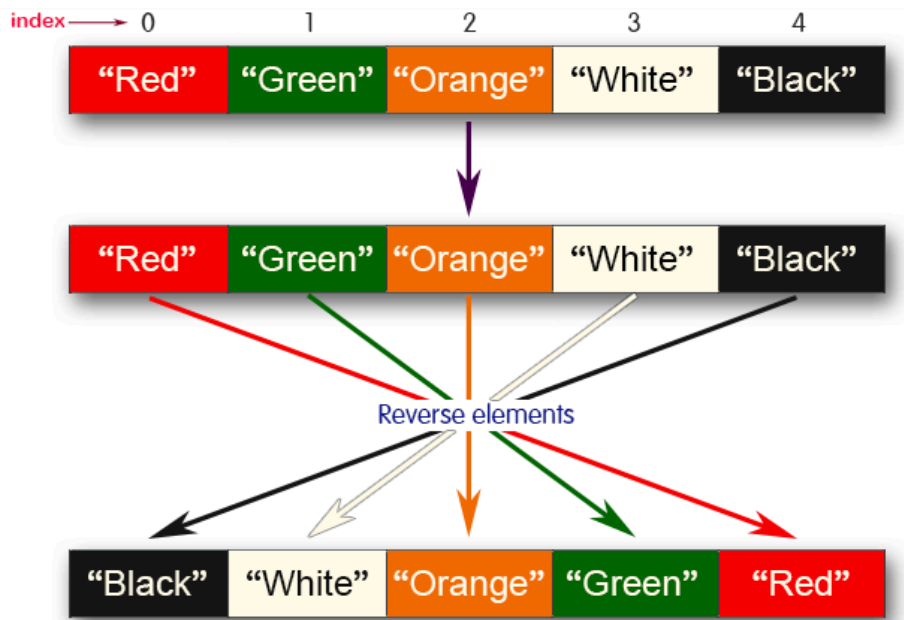 index 0 1 2 3 4
“Red” “Green” “Orange” “White” “Black”
“Red” “Green” “Orange” “White” “Black”
Reverse elements
“Black” “White” “Orange” “Green” “Red”